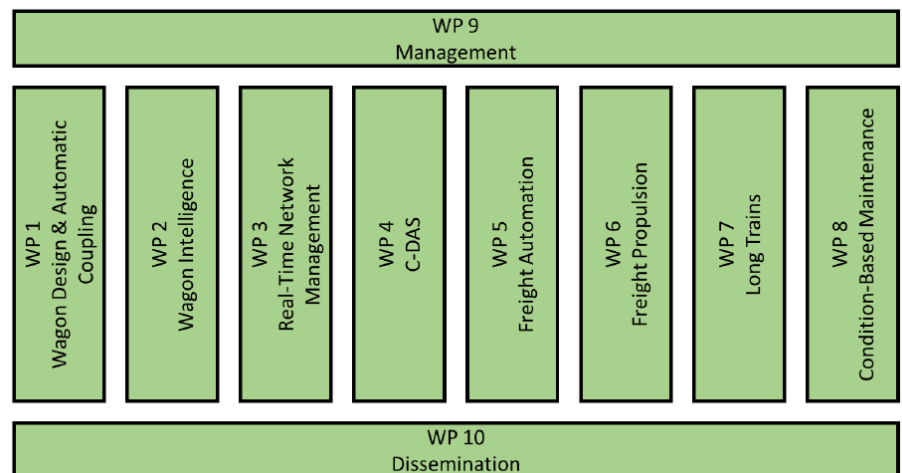 WP 9
Management
WP 1
Wagon Design & Automatic
Coupling
WP 2
Wagon Intelligence
WP 3
Real-Time Network
Management
WP 4
C-DAS
WP 5
Freight Automation
WP 6
Freight Propulsion
WP 7
Long Trains
WP 8
Condition-Based Maintenance
WP 10
Dissemination